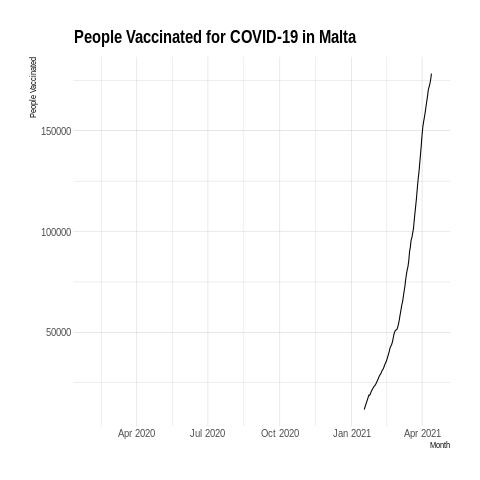 People Vaccinated for COVID-19 in Malta
People Vaccinated
150000
100000
50000
Apr 2020 Jul 2020 Oct 2020 Jan 2021 Apr 2021
Month